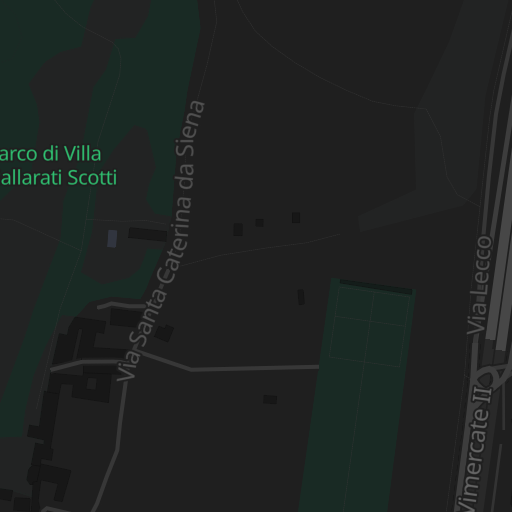 arco di Villa
allarati Scotti
Via Santa Caterina da Siena
Via Lecco
Vimercate II